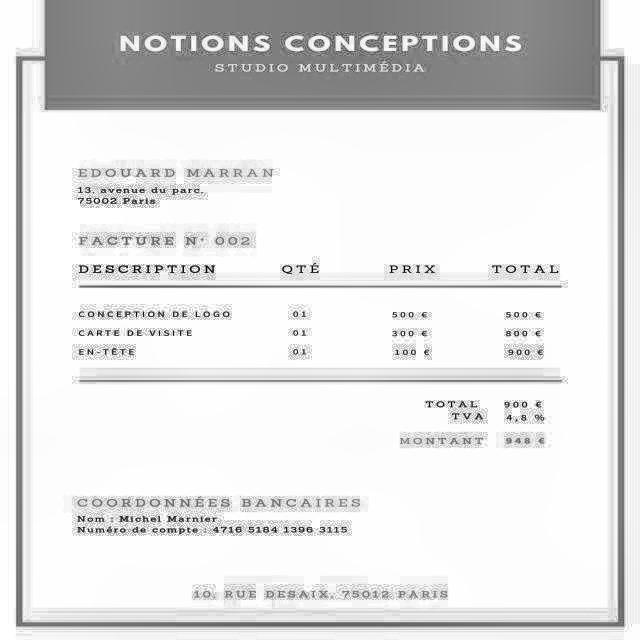 NOTIONS CONCEPTIONS
STUDIO MULTIMÉDIA
EDOUARD MARRAN
13, avenue du parc,
75002 Paris
FACTURE N° 002
DESCRIPTION QTÉ PRIX TOTAL
CONCEPTION DE LOGO 01 500 € 500 €
CARTE DE VISITE 01 300 € 800 €
EN-TÊTE 01 100 € 900 €
TOTAL 900 €
TVA 4,8 %
MONTANT 948 €
COORDONNÉES BANCAIRES
Nom : Michel Marnier
Numéro de compte : 4716 5184 1396 3115
10, RUE DESAIX, 75012 PARIS